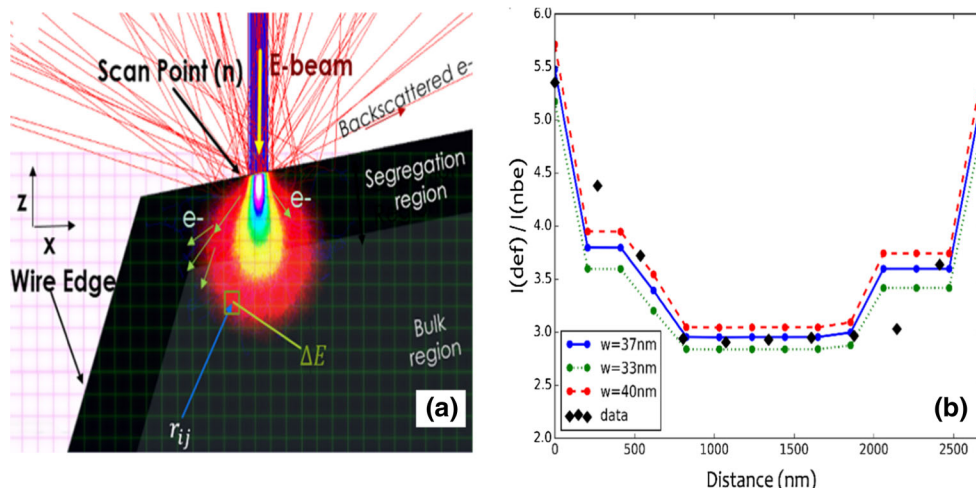 Scan Point (n)
E-beam
Backscattered e-
Segregation
region
z
x
e-
e-
Wire Edge
Bulk
region
ΔE
r_ij
(a)
6.0
5.5
5.0
4.5
4.0
3.5
3.0
2.5
2.0
I(def) / I(nbe)
w=37nm
w=33nm
w=40nm
data
(b)
0
500
1000
1500
2000
2500
Distance (nm)